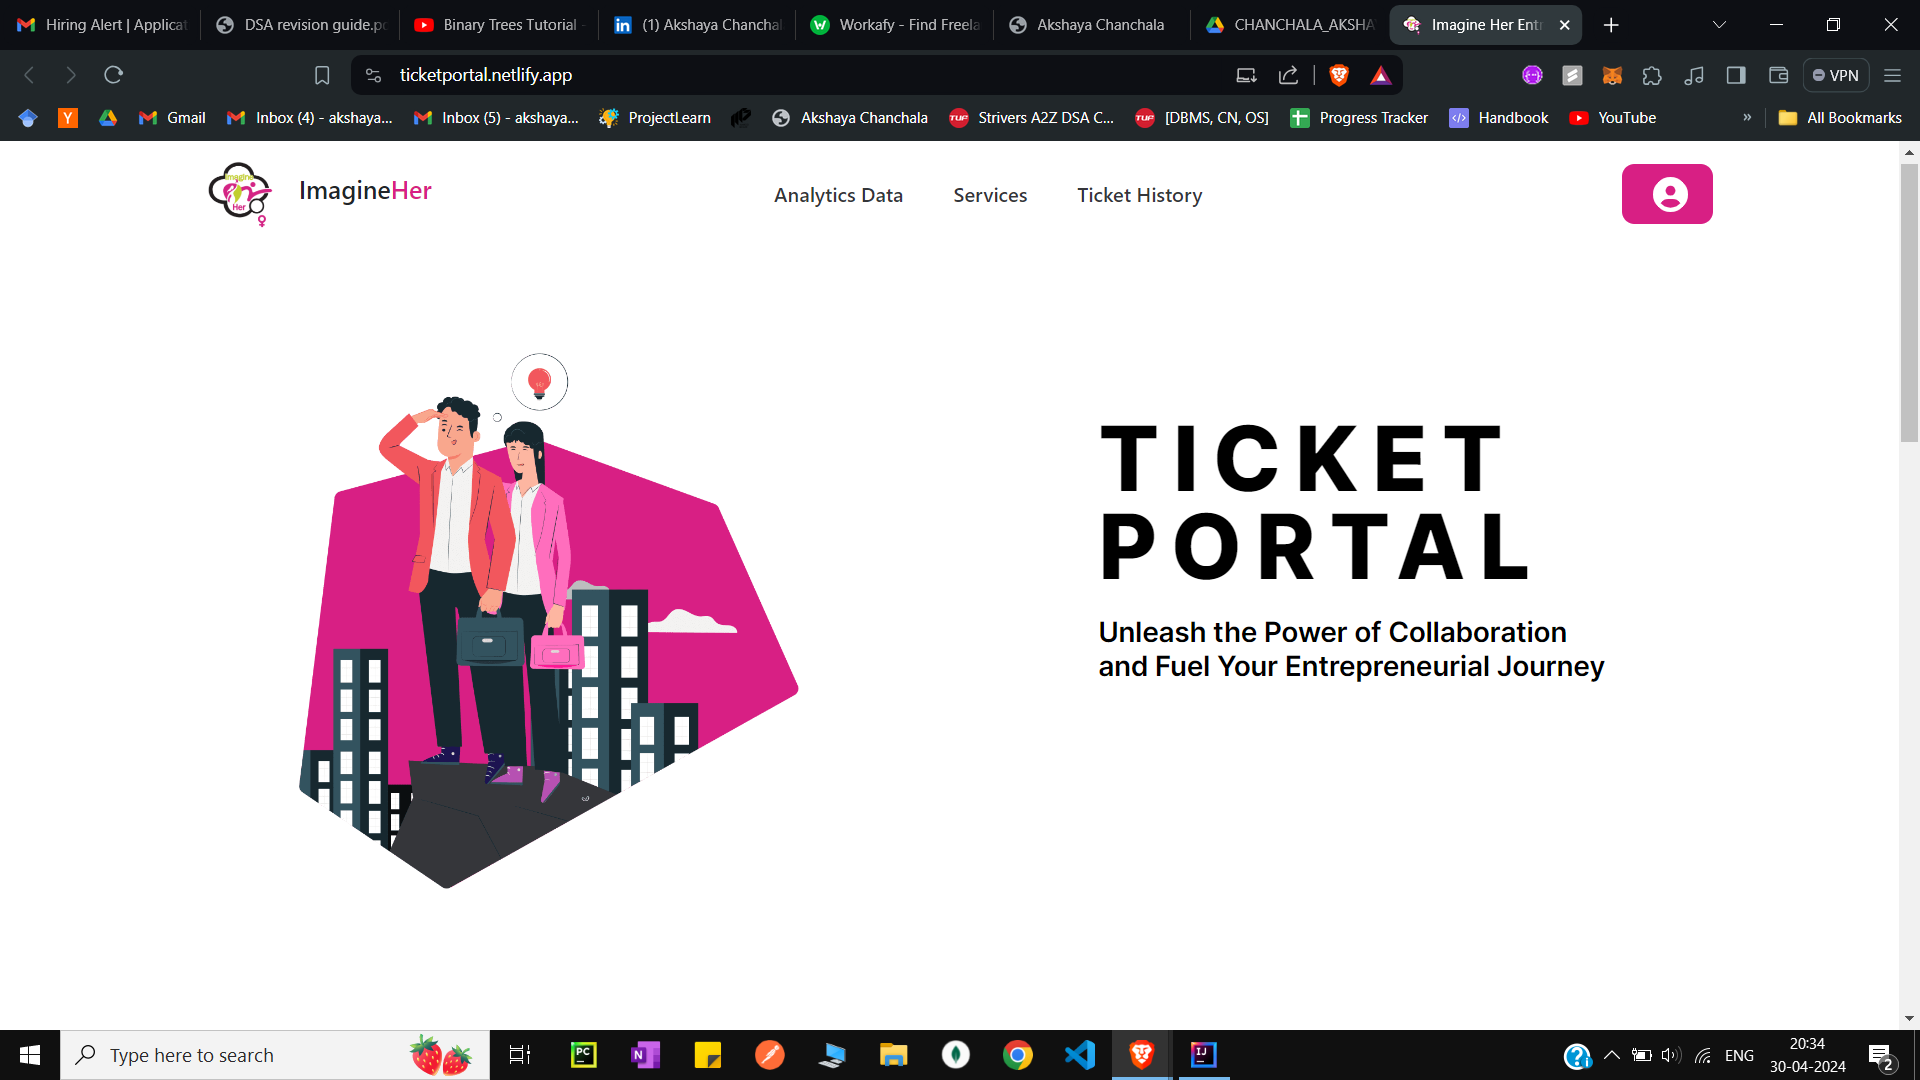 Hiring Alert | Applicat
DSA revision guide.pd
Binary Trees Tutorial -
(1) Akshaya Chanchal
Workafy - Find Freela
Akshaya Chanchala
CHANCHALA_AKSHA
Imagine Her Entr
ticketportal.netlify.app
VPN
Gmail
Inbox (4) - akshaya...
Inbox (5) - akshaya...
ProjectLearn
Akshaya Chanchala
Strivers A2Z DSA C...
[DBMS, CN, OS]
Progress Tracker
Handbook
YouTube
»
All Bookmarks
Imagine
Her
ImagineHer
Analytics Data
Services
Ticket History
TICKET
PORTAL
Unleash the Power of Collaboration
and Fuel Your Entrepreneurial Journey
Type here to search
ENG
20:34
30-04-2024
2